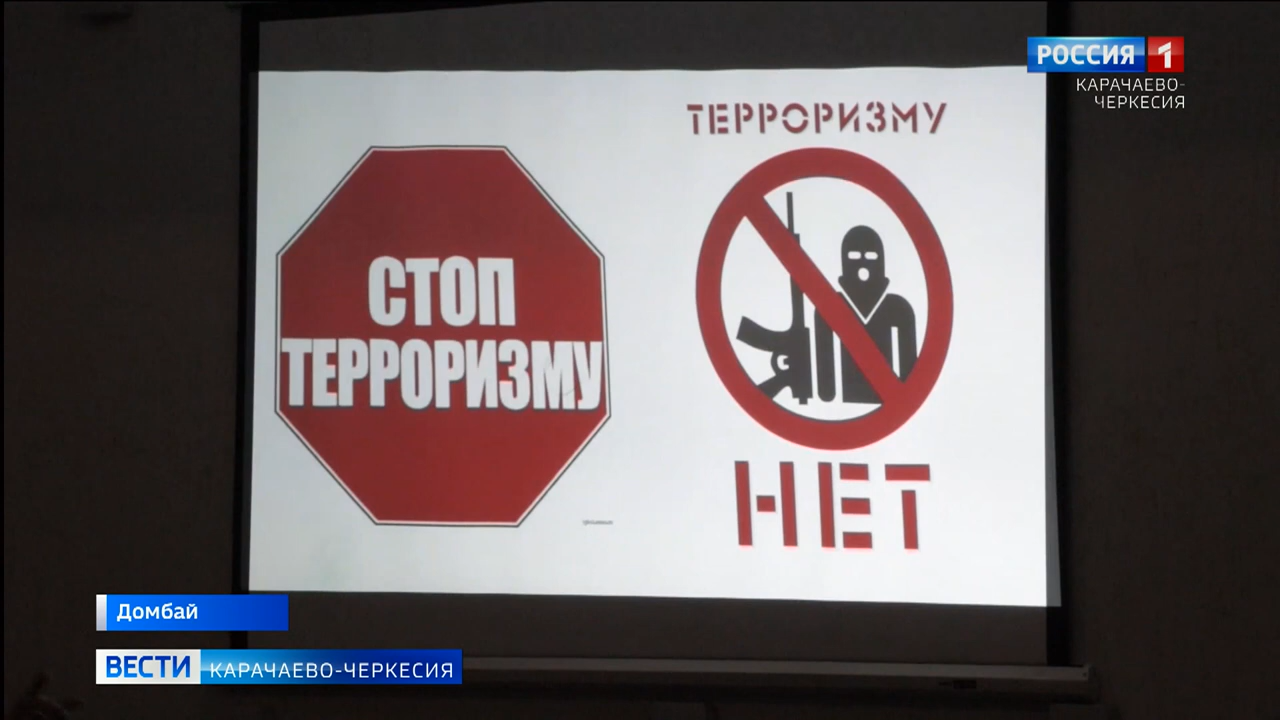 РОССИЯ 1
КАРАЧАЕВО-
ЧЕРКЕСИЯ
ТЕРРОРИЗМУ
СТОП
ТЕРРОРИЗМУ
НЕТ
Домбай
ВЕСТИ КАРАЧАЕВО-ЧЕРКЕСИЯ